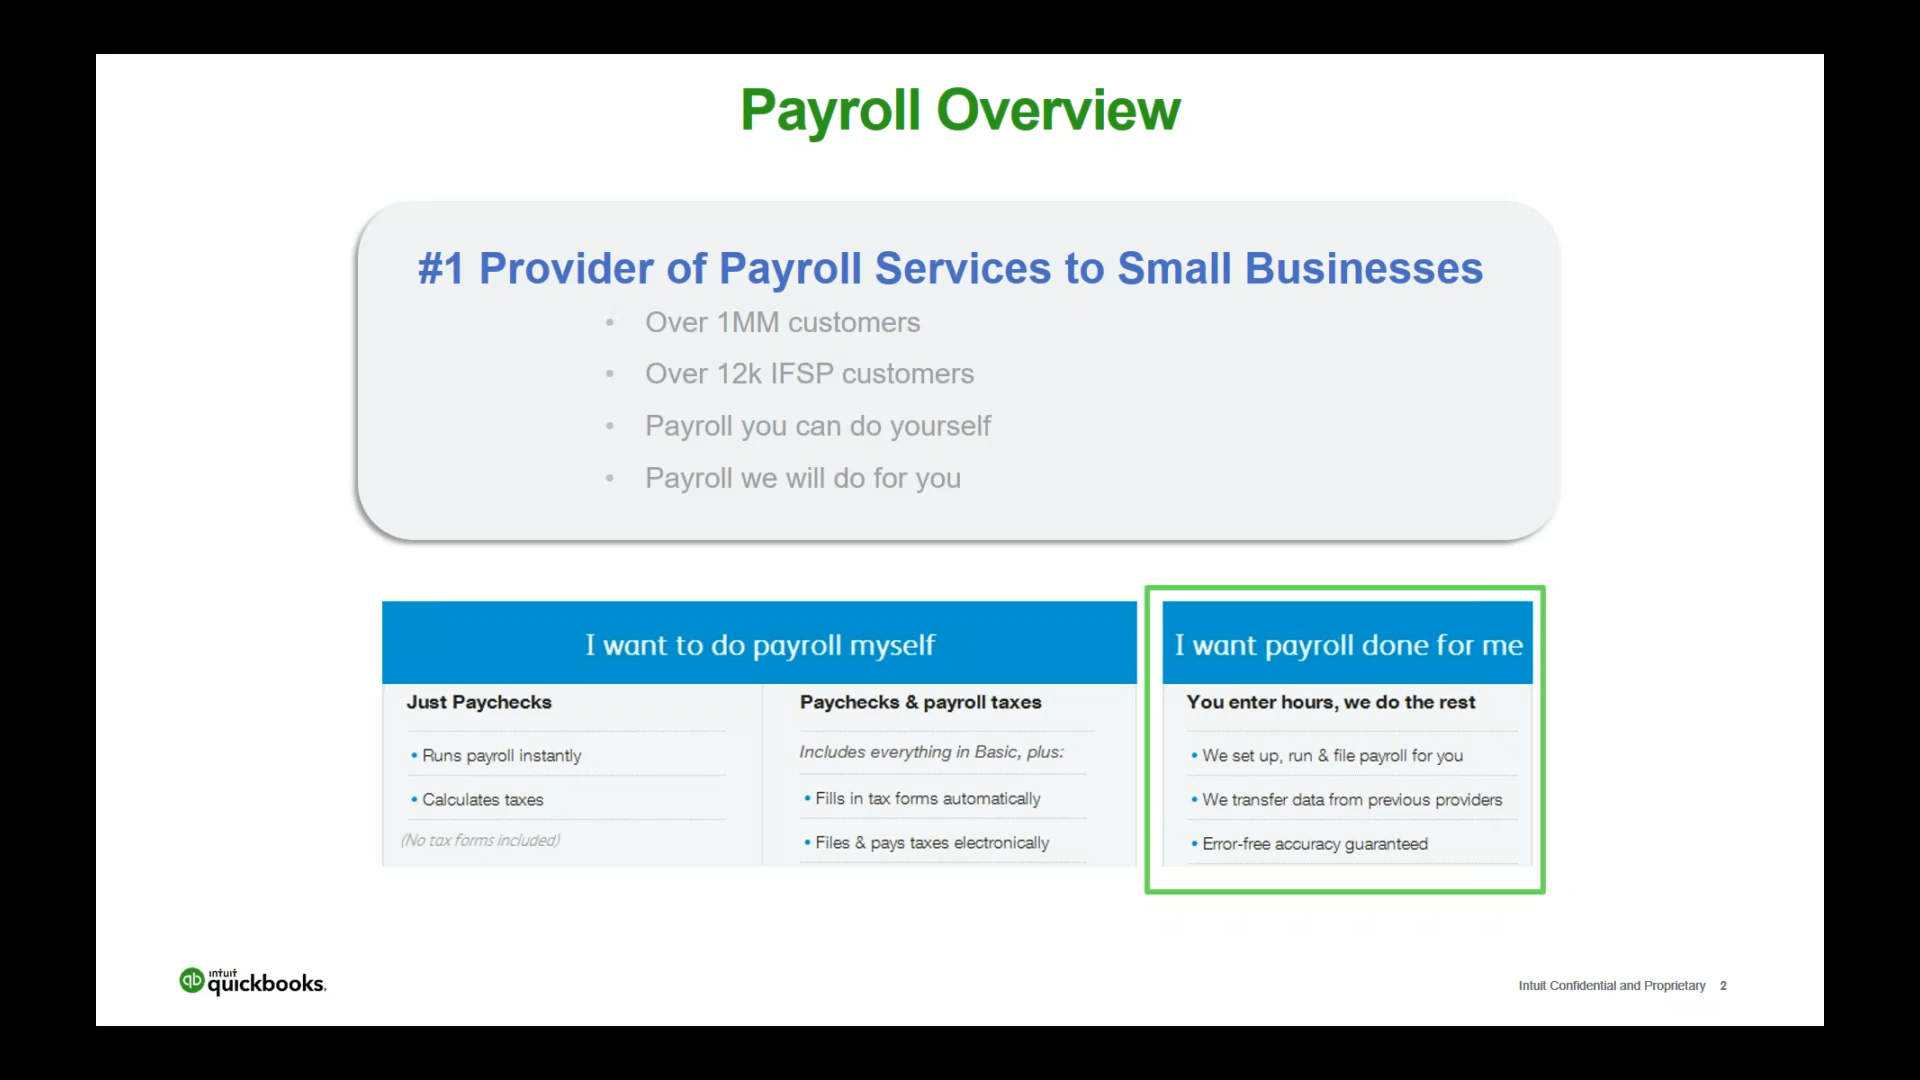 Payroll Overview
#1 Provider of Payroll Services to Small Businesses
• Over 1MM customers
• Over 12k IFSP customers
• Payroll you can do yourself
• Payroll we will do for you
I want to do payroll myself
Just Paychecks
• Runs payroll instantly
• Calculates taxes
(No tax forms included)
Paychecks & payroll taxes
Includes everything in Basic, plus:
• Fills in tax forms automatically
• Files & pays taxes electronically
I want payroll done for me
You enter hours, we do the rest
• We set up, run & file payroll for you
• We transfer data from previous providers
• Error-free accuracy guaranteed
qb
intuit
quickbooks.
Intuit Confidential and Proprietary 2